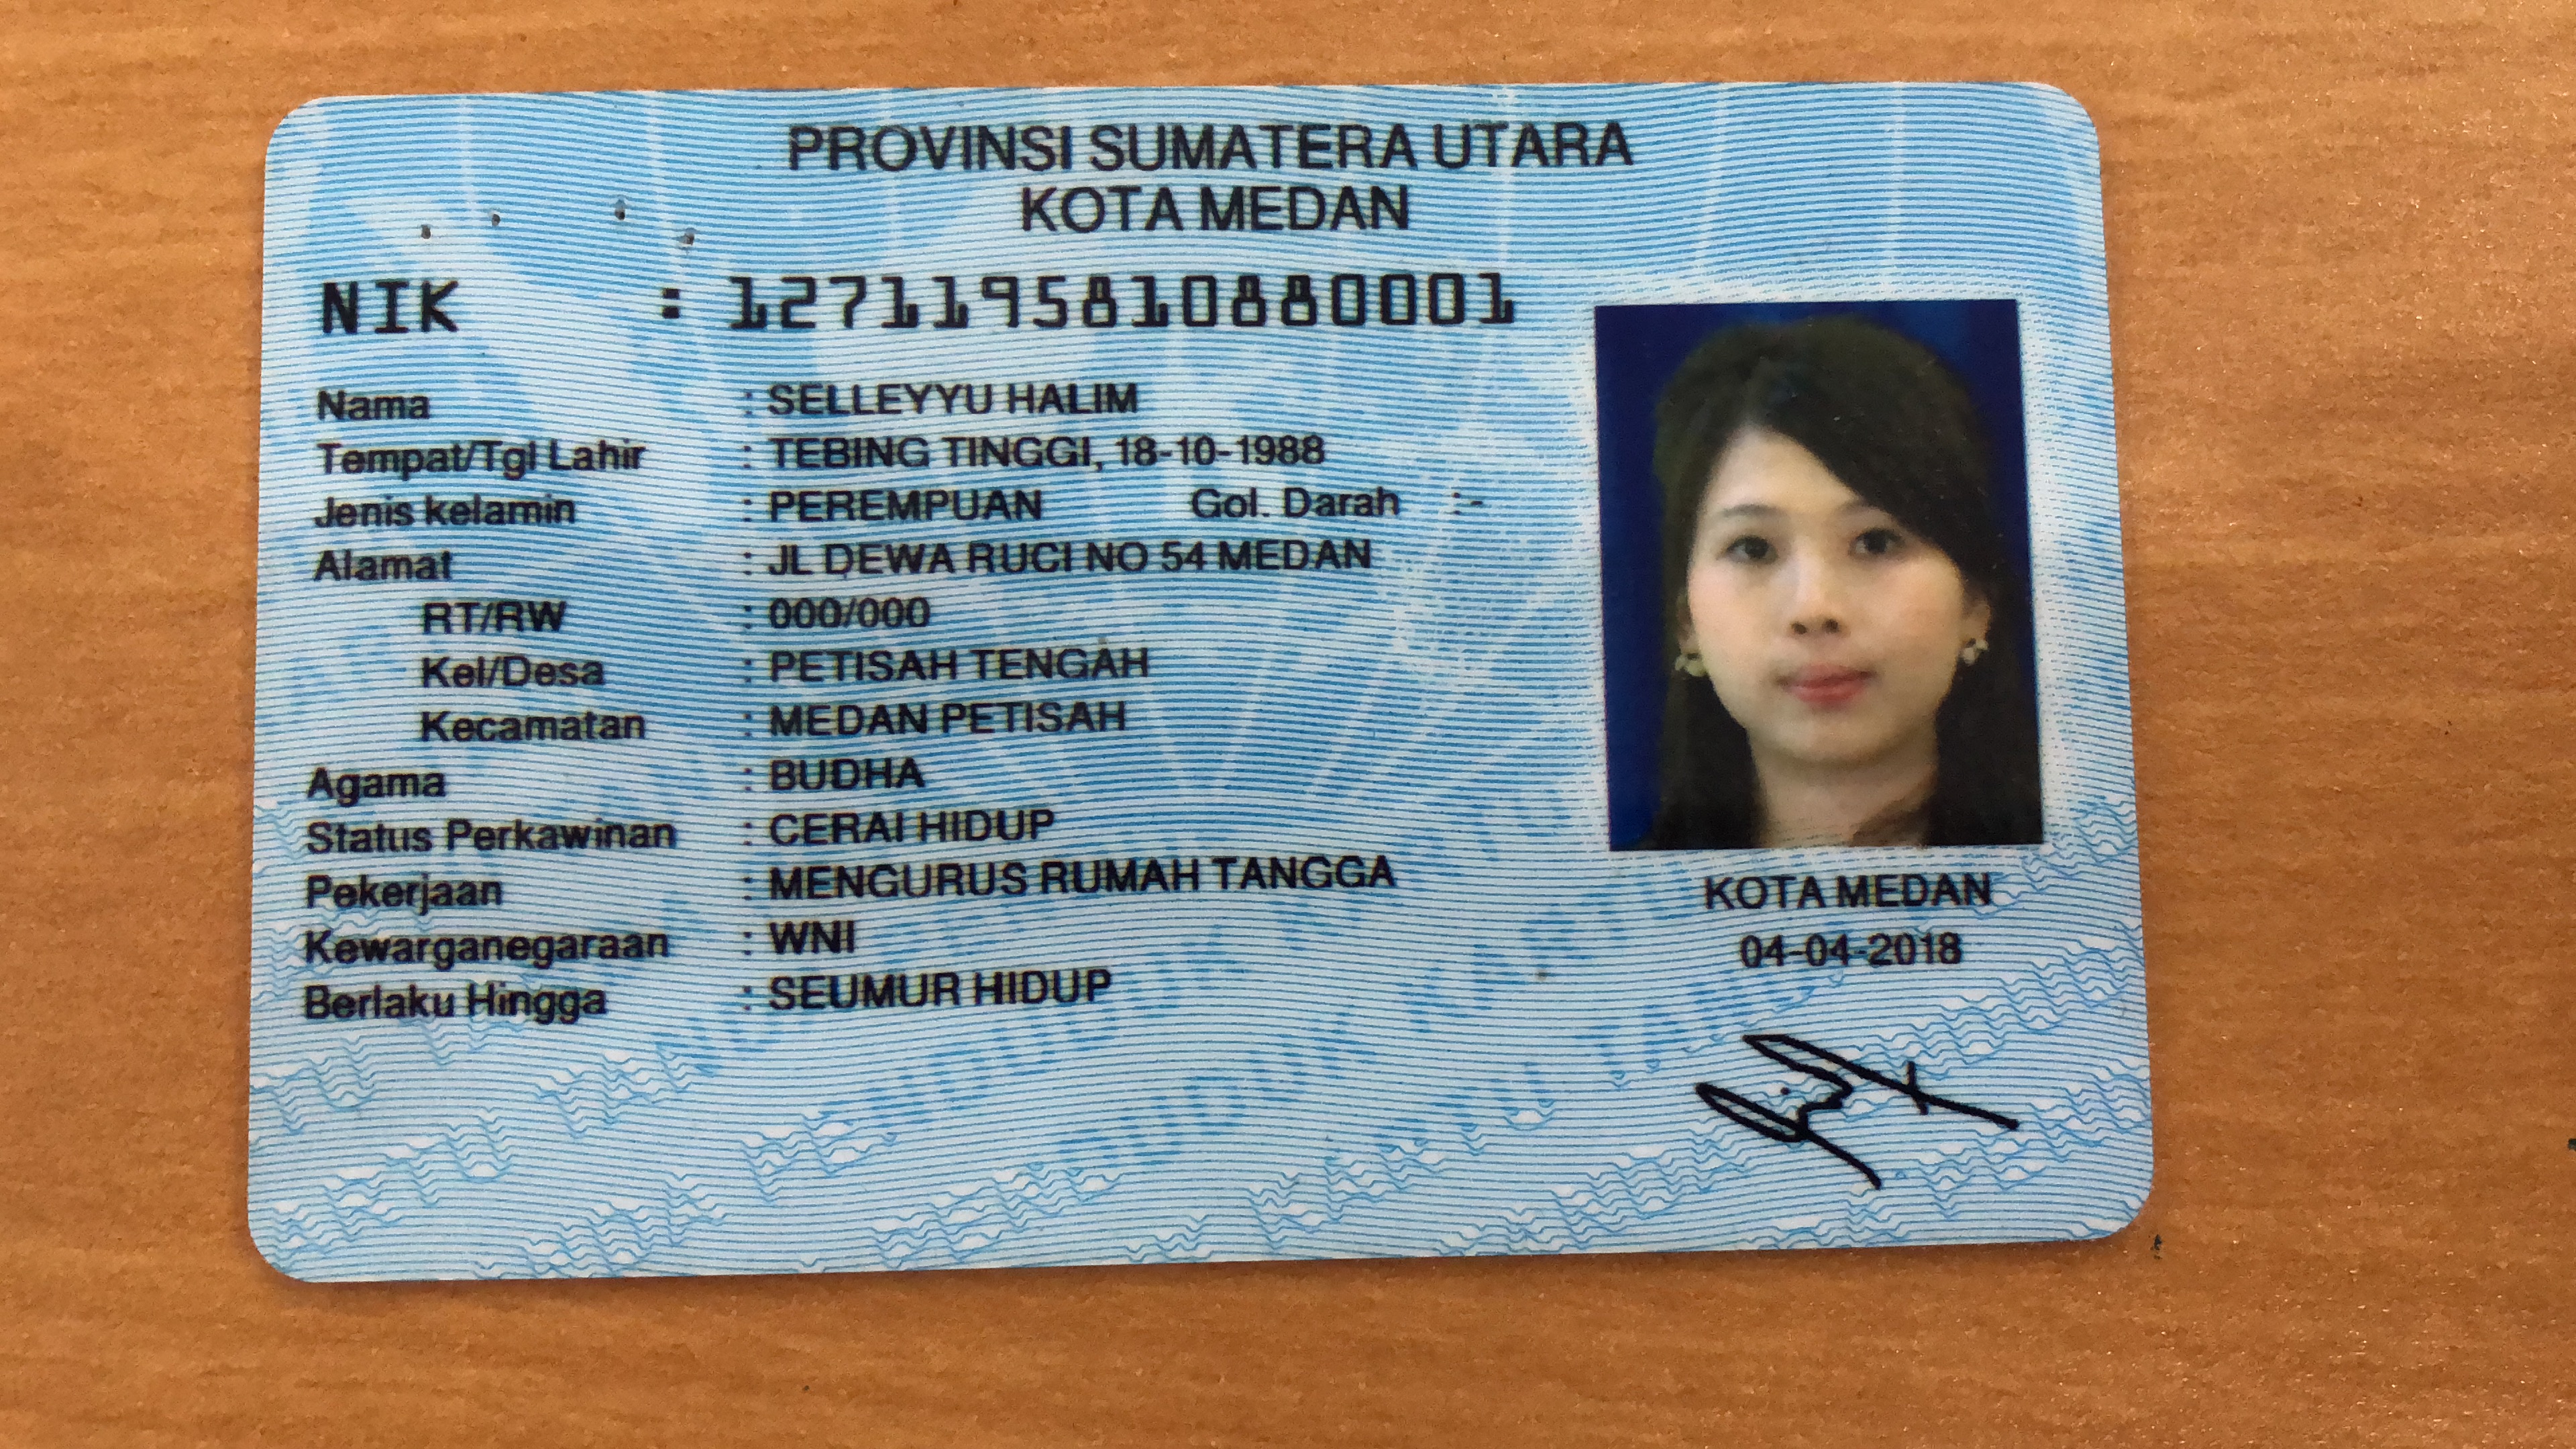 PROVINSI SUMATERA UTARA
KOTA MEDAN
NIK : 1271195810880001
Nama : SELLEYYU HALIM
Tempat/Tgl Lahir : TEBING TINGGI, 18-10-1988
Jenis kelamin : PEREMPUAN Gol. Darah : -
Alamat : JL DEWA RUCI NO 54 MEDAN
RT/RW : 000/000
Kel/Desa : PETISAH TENGAH
Kecamatan : MEDAN PETISAH
Agama : BUDHA
Status Perkawinan : CERAI HIDUP
Pekerjaan : MENGURUS RUMAH TANGGA
Kewarganegaraan : WNI
Berlaku Hingga : SEUMUR HIDUP
KOTA MEDAN
04-04-2018